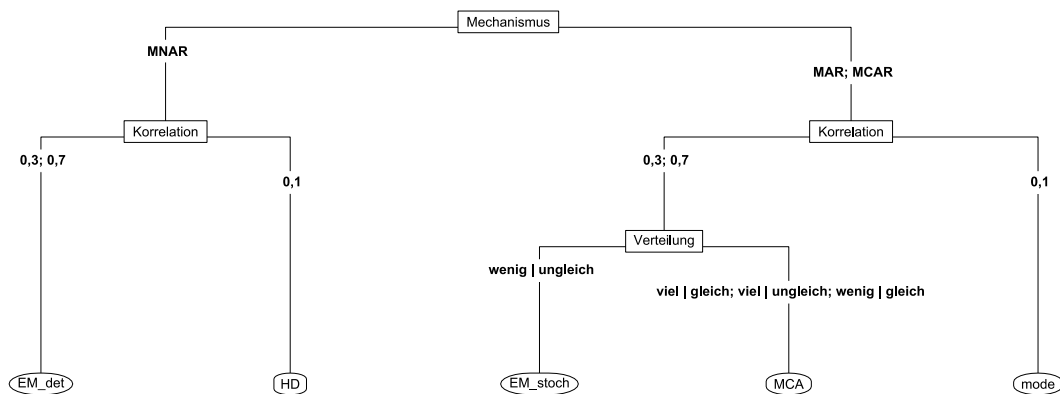 Mechanismus
MNAR
MAR; MCAR
Korrelation
Korrelation
0,3; 0,7
0,1
0,3; 0,7
0,1
Verteilung
wenig | ungleich
viel | gleich; viel | ungleich; wenig | gleich
EM_det
HD
EM_stoch
MCA
mode